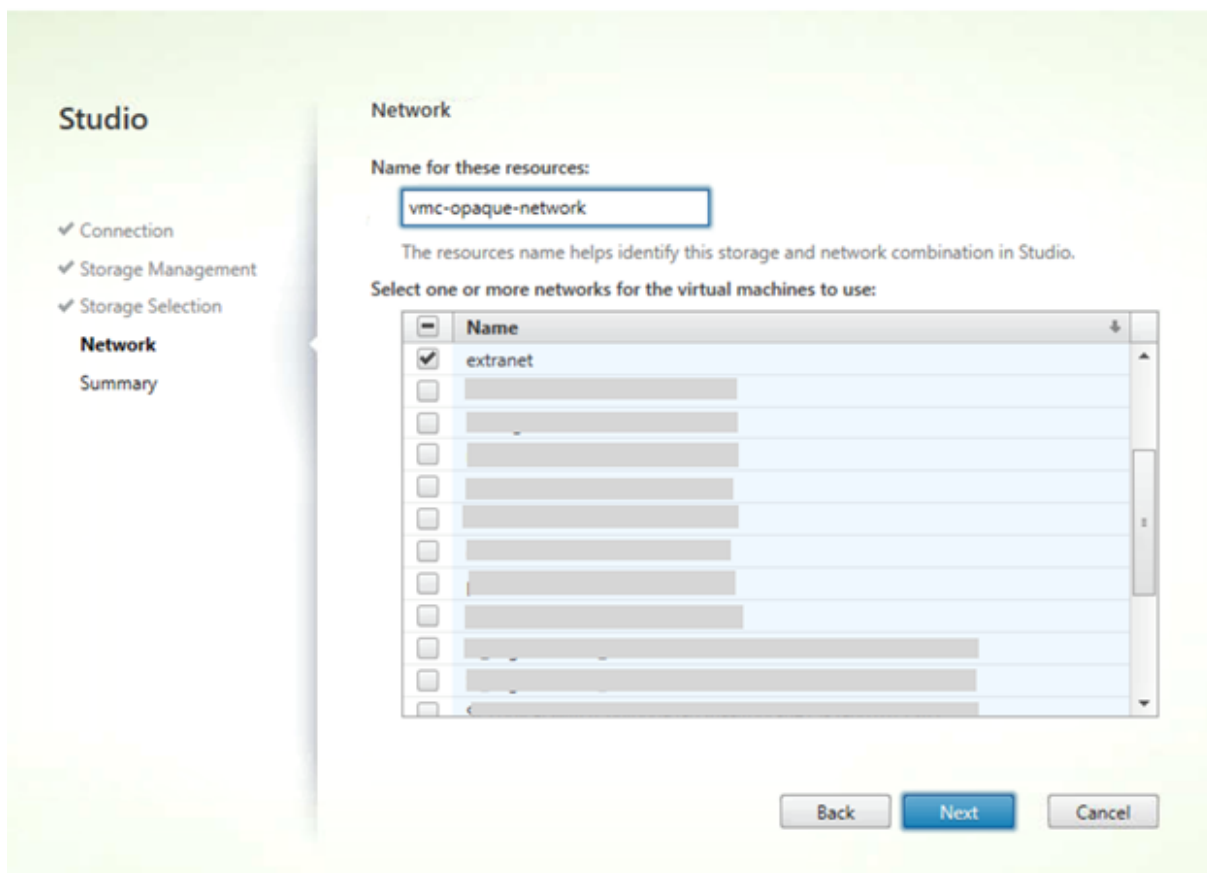 Studio
Connection
Storage Management
Storage Selection
Network
Summary
Network
Name for these resources:
vmc-opaque-network
The resources name helps identify this storage and network combination in Studio.
Select one or more networks for the virtual machines to use:
Name
extranet
Back Next Cancel